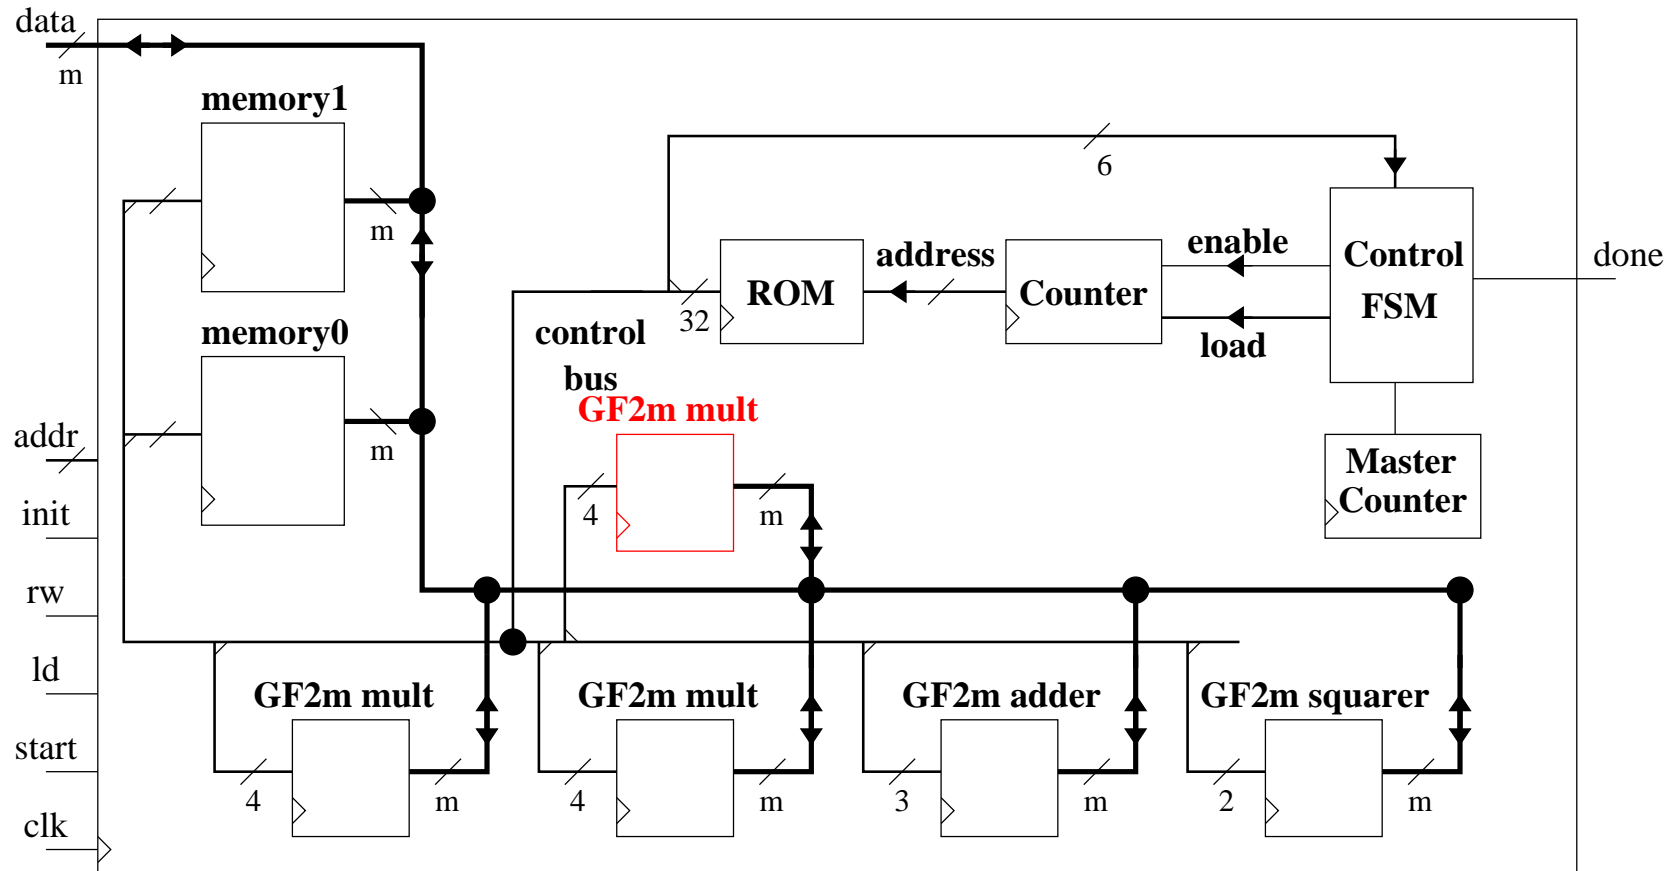 data
m
memory1
m
6
enable
Control
done
address
ROM
Counter
FSM
32
control
load
memory0
bus
GF2m mult
addr
m
Master
Counter
init
4
m
rw
ld
GF2m mult
GF2m mult
GF2m adder
GF2m squarer
start
4
m
4
m
3
m
2
m
clk